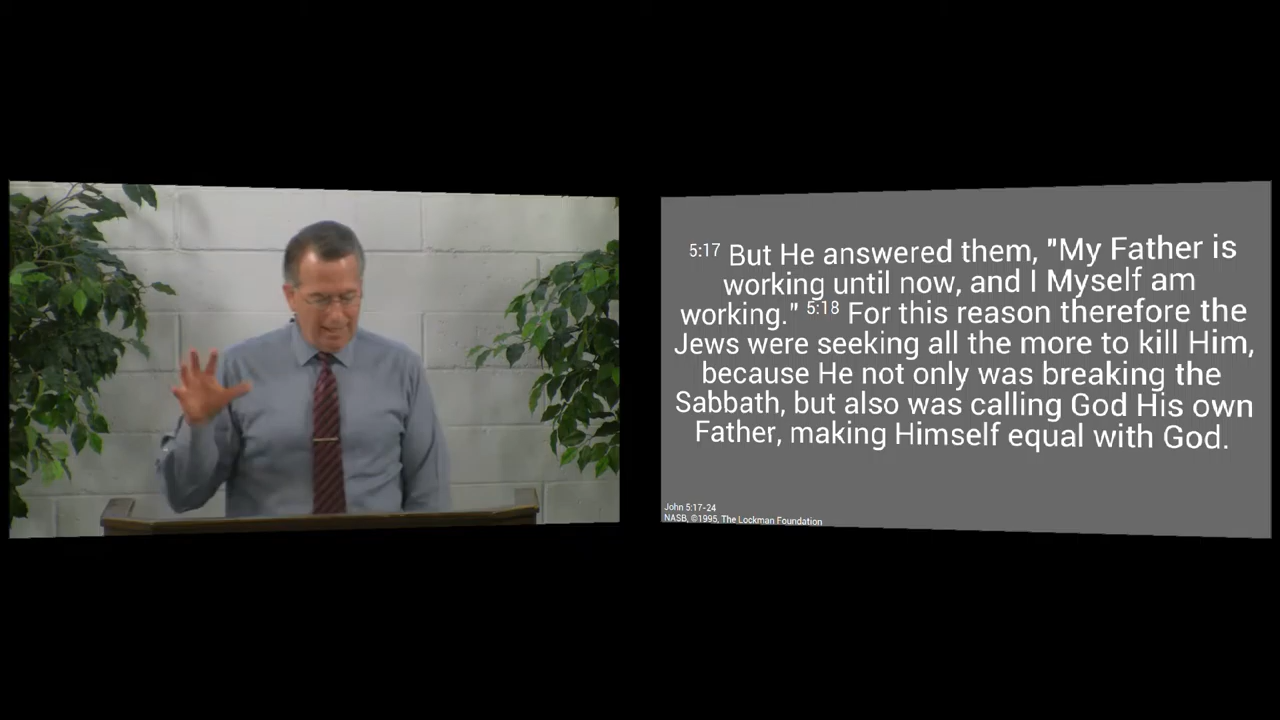 5:17 But He answered them, "My Father is
working until now, and I Myself am
working." 5:18 For this reason therefore the
Jews were seeking all the more to kill Him,
because He not only was breaking the
Sabbath, but also was calling God His own
Father, making Himself equal with God.
John 5:17-24
NASB, ©1995, The Lockman Foundation